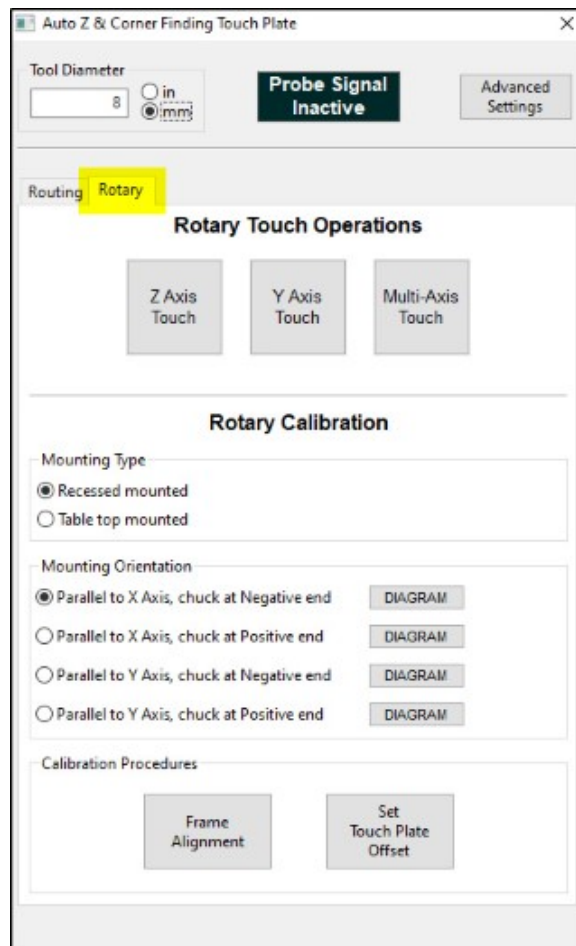 Auto Z & Corner Finding Touch Plate
Tool Diameter
8
in
mm
Probe Signal
Inactive
Advanced
Settings
Routing
Rotary
Rotary Touch Operations
Z Axis
Touch
Y Axis
Touch
Multi-Axis
Touch
Rotary Calibration
Mounting Type
Recessed mounted
Table top mounted
Mounting Orientation
Parallel to X Axis, chuck at Negative end
DIAGRAM
Parallel to X Axis, chuck at Positive end
DIAGRAM
Parallel to Y Axis, chuck at Negative end
DIAGRAM
Parallel to Y Axis, chuck at Positive end
DIAGRAM
Calibration Procedures
Frame
Alignment
Set
Touch Plate
Offset